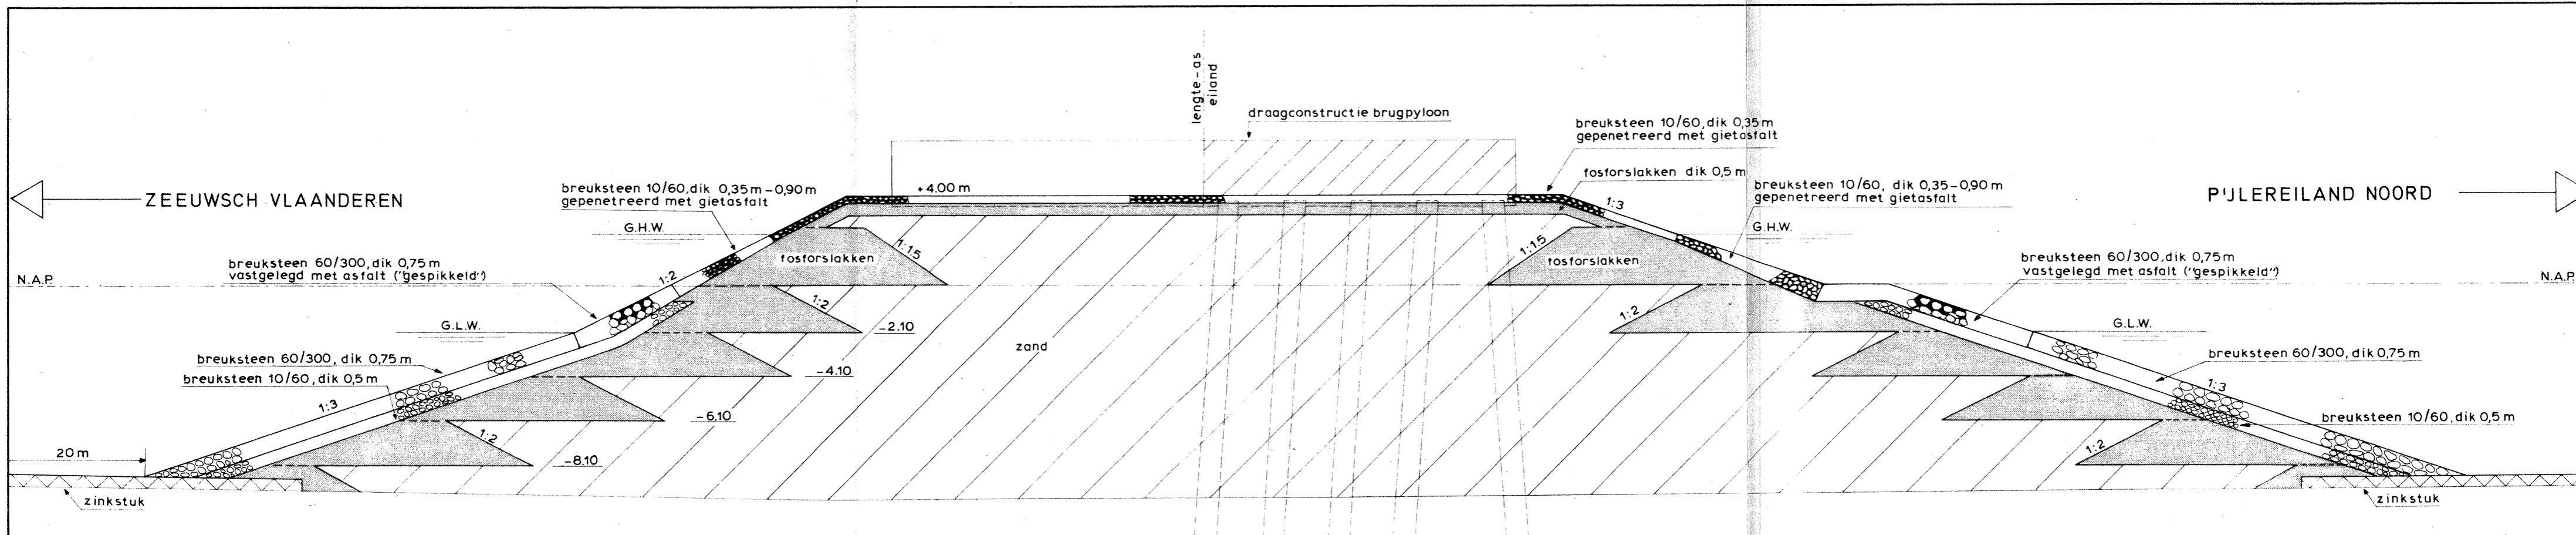 lengte-as
eiland
draagconstructie brugpyloon
breuksteen 10/60, dik 0,35 m
gepenetreerd met gietasfalt
fosforslakken dik 0,5 m
breuksteen 10/60, dik 0,35-0,90 m
gepenetreerd met gietasfalt
breuksteen 10/60, dik 0,35 m-0,90 m
gepenetreerd met gietasfalt
+4.00 m
ZEEUWSCH VLAANDEREN
PIJLEREILAND NOORD
1:3
G.H.W.
G.H.W.
1:1.5
1:1.5
fosforslakken
fosforslakken
breuksteen 60/300, dik 0,75 m
vastgelegd met asfalt ("gespikkeld")
breuksteen 60/300, dik 0,75 m
vastgelegd met asfalt ("gespikkeld")
N.A.P.
1:2
N.A.P.
1:2
1:2
G.L.W.
-2.10
G.L.W.
zand
breuksteen 60/300, dik 0,75 m
-4.10
breuksteen 60/300, dik 0,75 m
breuksteen 10/60, dik 0,5 m
1:3
1:3
-6.10
breuksteen 10/60, dik 0,5 m
1:2
1:2
20 m
-8.10
zinkstuk
zinkstuk